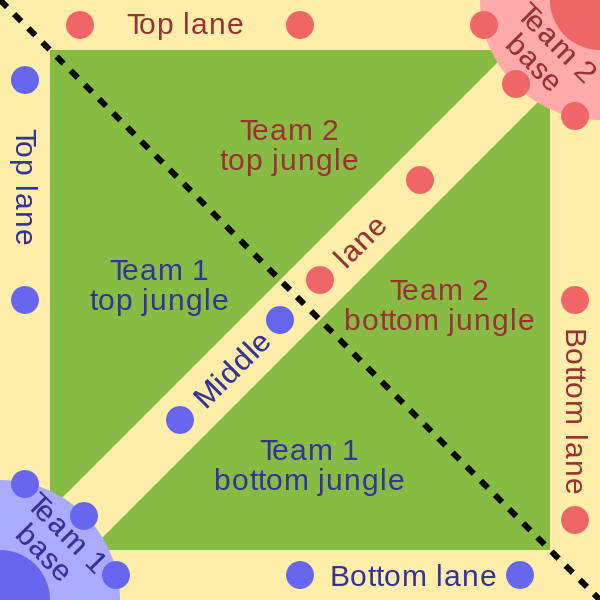 Top lane
Team 2
base
Top lane
Team 2
top jungle
Team 1
top jungle
Middle lane
Team 2
bottom jungle
Bottom lane
Team 1
bottom jungle
Team 1
base
Bottom lane